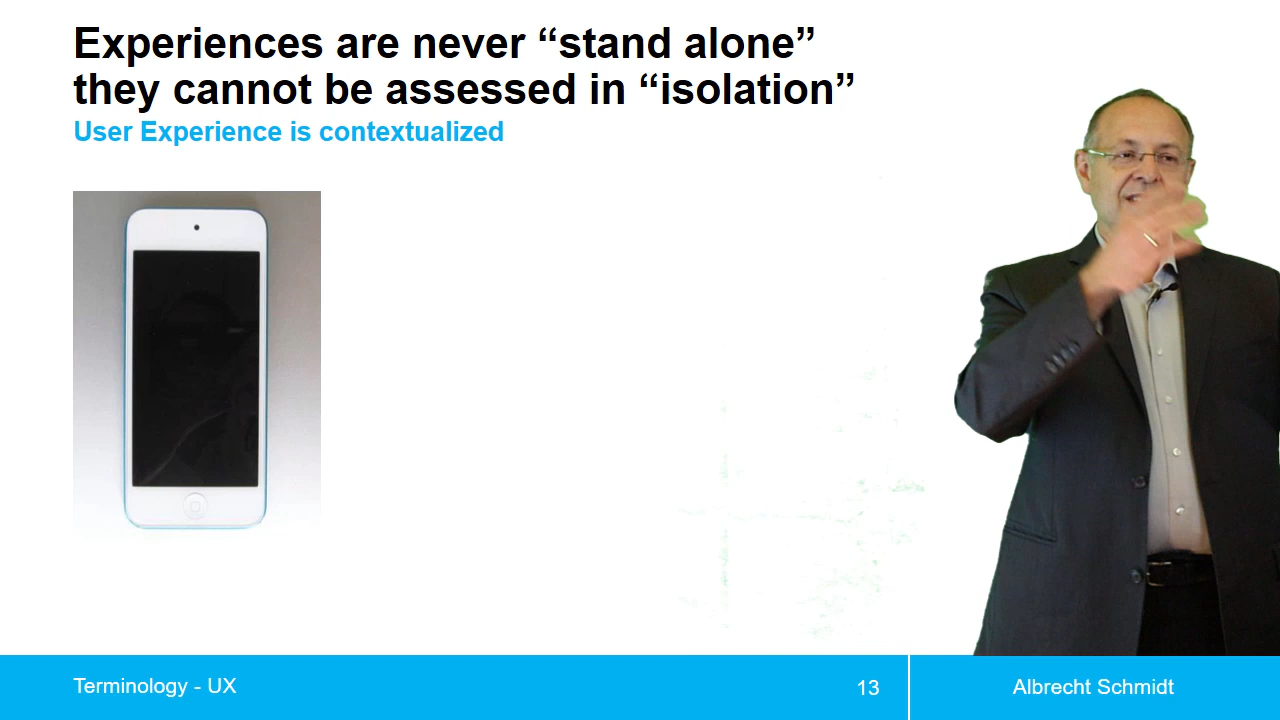 Experiences are never “stand alone”
they cannot be assessed in “isolation”
User Experience is contextualized
Terminology - UX
13
Albrecht Schmidt